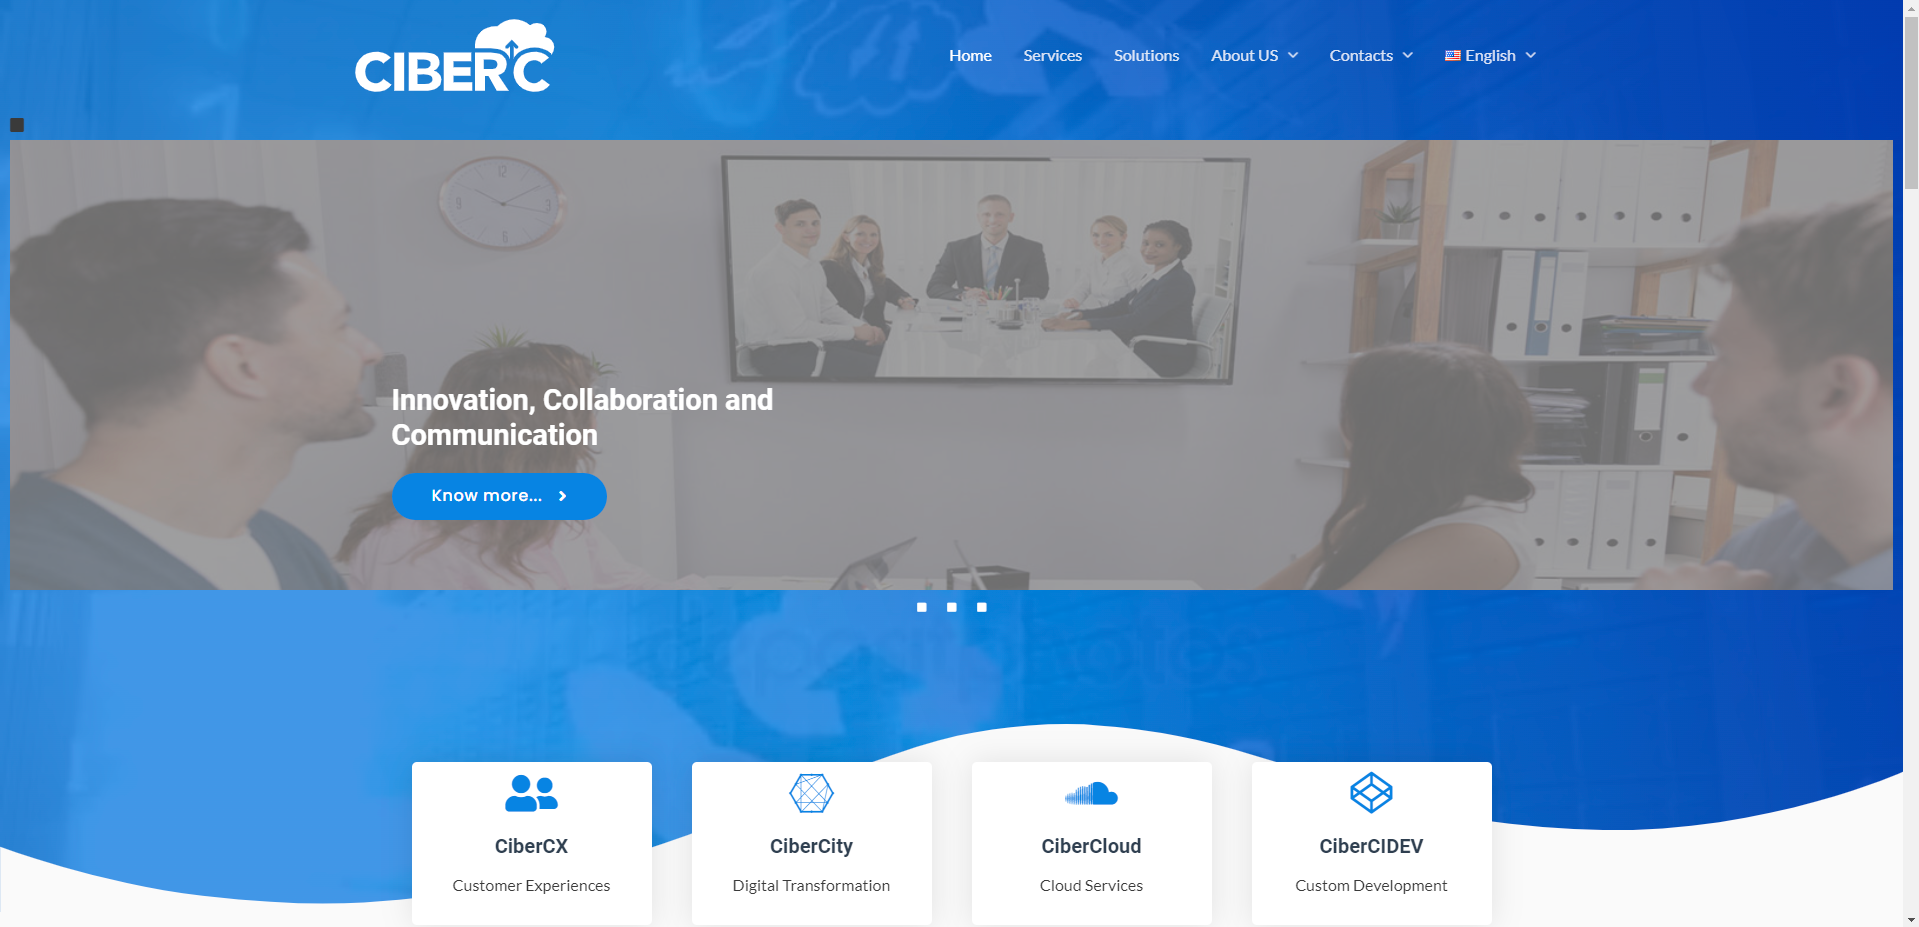 CIBERC
Home Services Solutions About US Contacts English
Innovation, Collaboration and
Communication
Know more...
CiberCX
Customer Experiences
CiberCity
Digital Transformation
CiberCloud
Cloud Services
CiberCIDEV
Custom Development